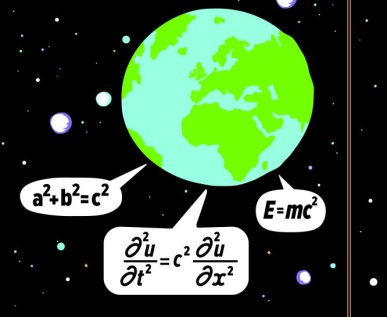 a²+b²=c²
E=mc²
∂²u/∂t²=c² ∂²u/∂x²